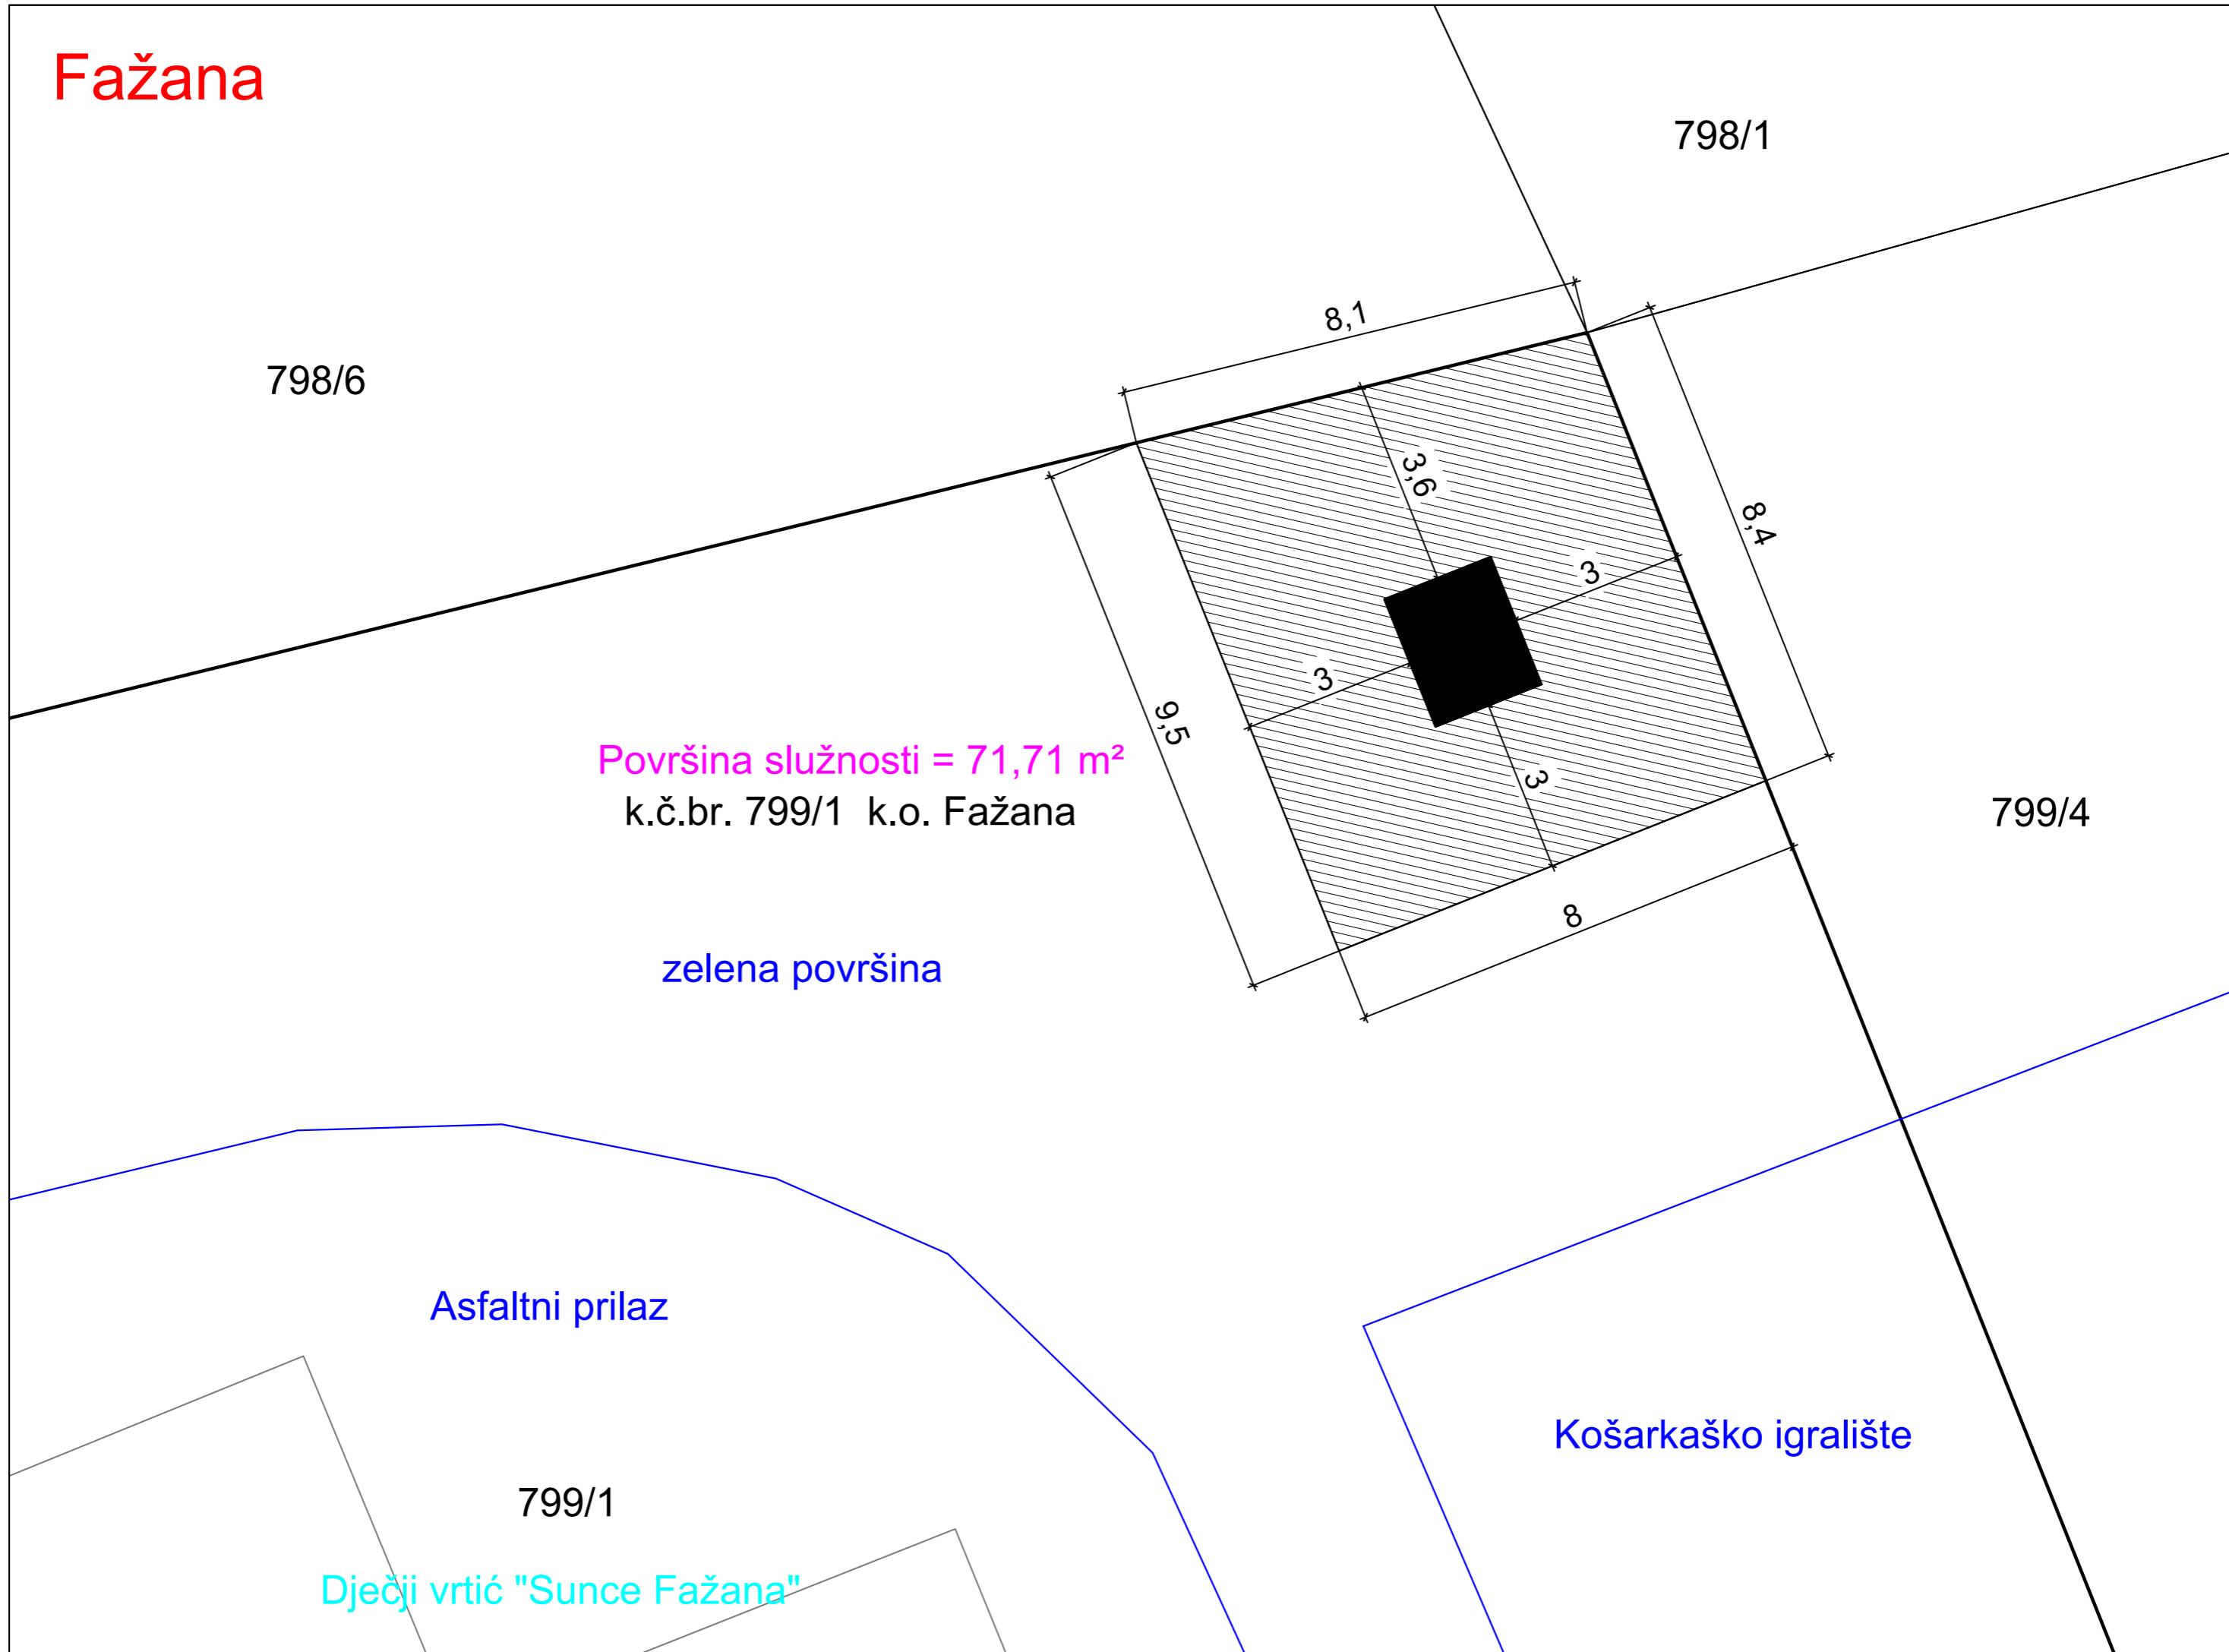 Fažana
798/1
8,1
798/6
3,6
8,4
3
3
9,5
Površina služnosti = 71,71 m²
3
k.č.br. 799/1 k.o. Fažana
799/4
8
zelena površina
Asfaltni prilaz
Košarkaško igralište
799/1
Dječji vrtić "Sunce Fažana"